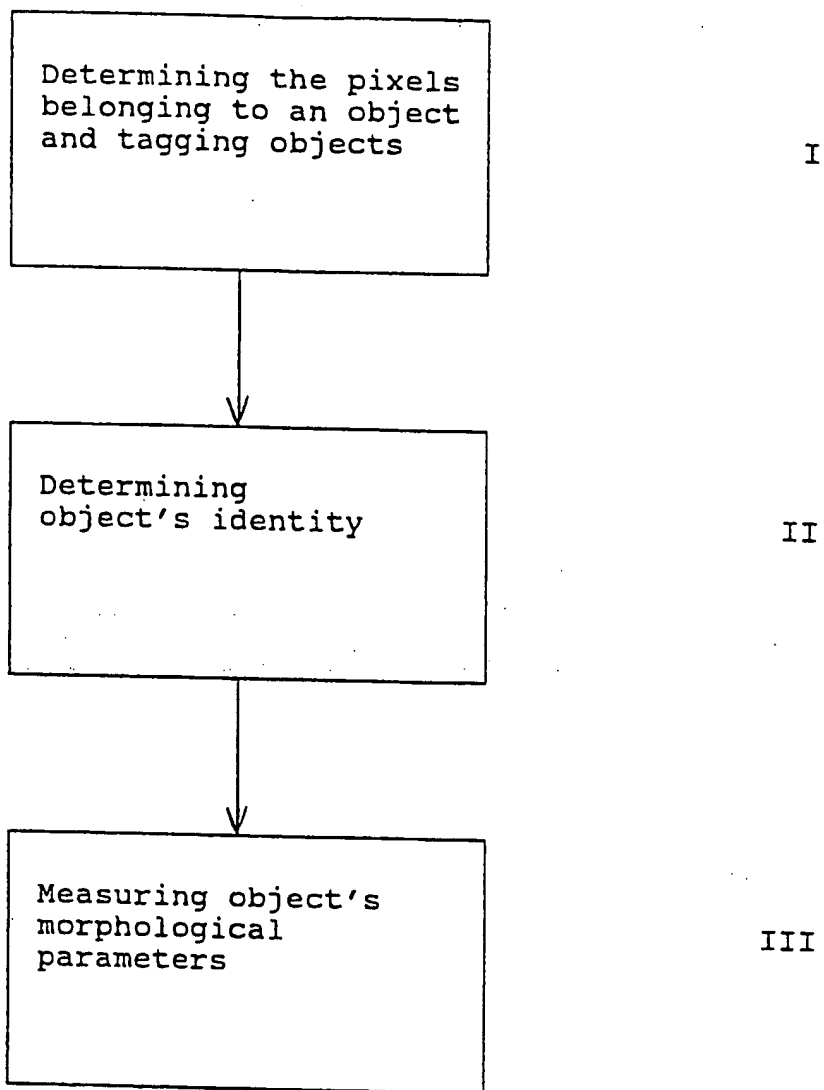 Determining the pixels
belonging to an object
and tagging objects
I
Determining
object's identity
II
Measuring object's
morphological
parameters
III